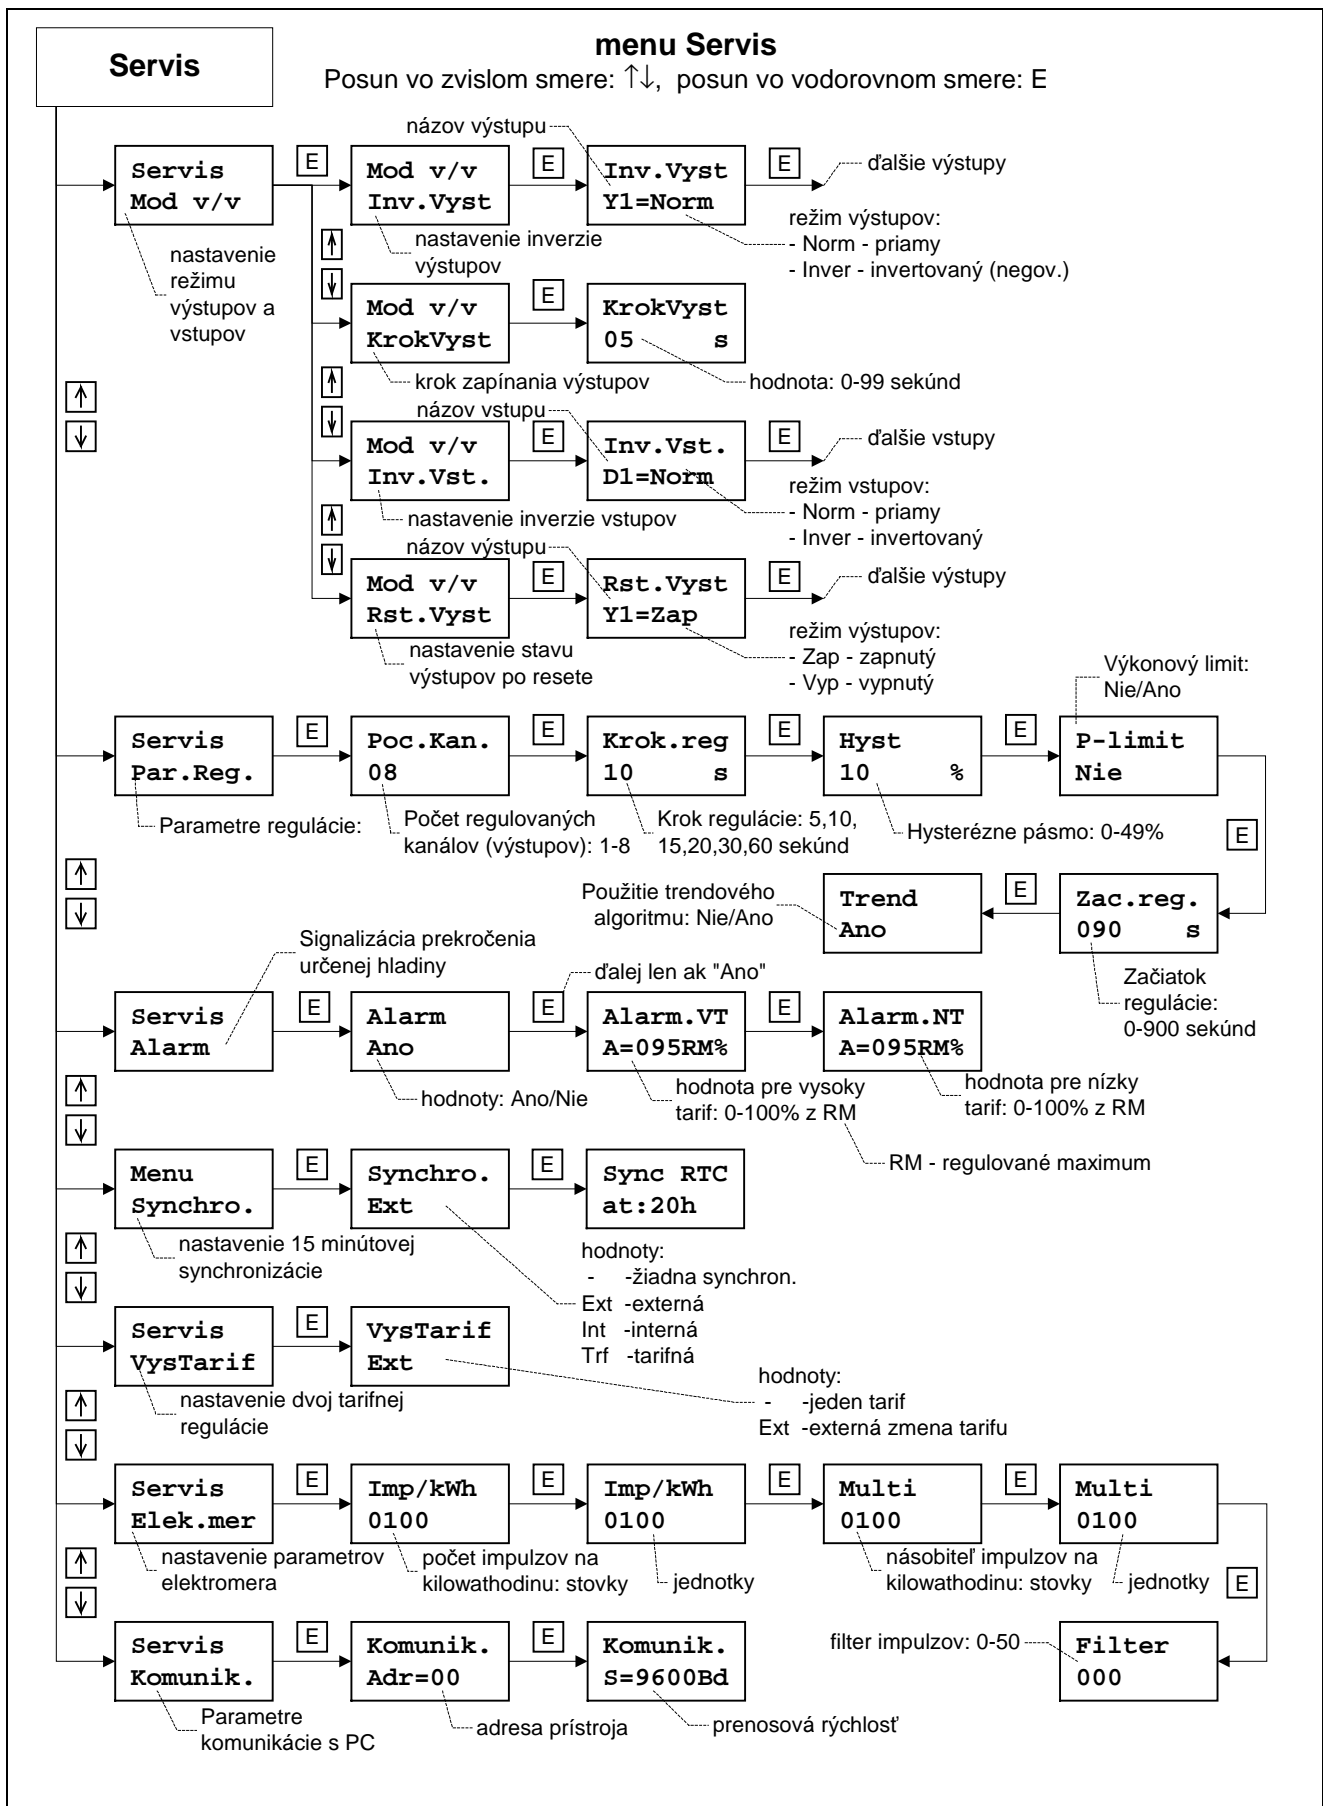 Servis
menu Servis
Posun vo zvislom smere: ↑↓, posun vo vodorovnom smere: E
názov výstupu
Servis
Mod v/v
E
Mod v/v
Inv.Vyst
E
Inv.Vyst
Y1=Norm
E
ďalšie výstupy
nastavenie
režimu
výstupov a
vstupov
nastavenie inverzie
výstupov
režim výstupov:
- Norm - priamy
- Inver - invertovaný (negov.)
↑
↓
Mod v/v
KrokVyst
E
KrokVyst
05 s
krok zapínania výstupov
hodnota: 0-99 sekúnd
↑
↓
↑
↓
názov vstupu
Mod v/v
Inv.Vst.
E
Inv.Vst.
D1=Norm
E
ďalšie vstupy
nastavenie inverzie vstupov
režim vstupov:
- Norm - priamy
- Inver - invertovaný
↑
↓
názov výstupu
Mod v/v
Rst.Vyst
E
Rst.Vyst
Y1=Zap
E
ďalšie výstupy
nastavenie stavu
výstupov po resete
režim výstupov:
- Zap - zapnutý
- Vyp - vypnutý
Výkonový limit:
Nie/Ano
Servis
Par.Reg.
E
Poc.Kan.
08
E
Krok.reg
10 s
E
Hyst
10 %
E
P-limit
Nie
Parametre regulácie:
Počet regulovaných
kanálov (výstupov): 1-8
Krok regulácie: 5,10,
15,20,30,60 sekúnd
Hysterézne pásmo: 0-49%
E
↑
↓
Použitie trendového
algoritmu: Nie/Ano
Trend
Ano
E
Zac.reg.
090 s
Začiatok
regulácie:
0-900 sekúnd
Signalizácia prekročenia
určenej hladiny
ďalej len ak "Ano"
Servis
Alarm
E
Alarm
Ano
E
Alarm.VT
A=095RM%
E
Alarm.NT
A=095RM%
hodnoty: Ano/Nie
hodnota pre vysoky
tarif: 0-100% z RM
hodnota pre nízky
tarif: 0-100% z RM
RM - regulované maximum
↑
↓
Menu
Synchro.
E
Synchro.
Ext
E
Sync RTC
at:20h
nastavenie 15 minútovej
synchronizácie
hodnoty:
- -žiadna synchron.
Ext -externá
Int -interná
Trf -tarifná
↑
↓
Servis
VysTarif
E
VysTarif
Ext
nastavenie dvoj tarifnej
regulácie
hodnoty:
- -jeden tarif
Ext -externá zmena tarifu
↑
↓
Servis
Elek.mer
E
Imp/kWh
0100
E
Imp/kWh
0100
E
Multi
0100
E
Multi
0100
nastavenie parametrov
elektromera
počet impulzov na
kilowathodinu: stovky
jednotky
násobiteľ impulzov na
kilowathodinu: stovky
jednotky
E
↑
↓
Servis
Komunik.
E
Komunik.
Adr=00
E
Komunik.
S=9600Bd
filter impulzov: 0-50
Filter
000
Parametre
komunikácie s PC
adresa prístroja
prenosová rýchlosť